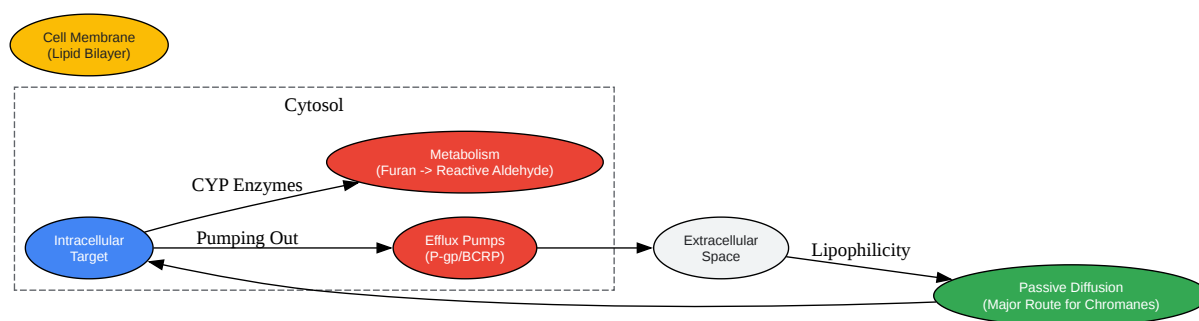 Cell Membrane
(Lipid Bilayer)
Cytosol
Metabolism
(Furan -> Reactive Aldehyde)
CYP Enzymes
Intracellular
Target
Pumping Out
Efflux Pumps
(P-gp/BCRP)
Extracellular
Space
Lipophilicity
Passive Diffusion
(Major Route for Chromanes)